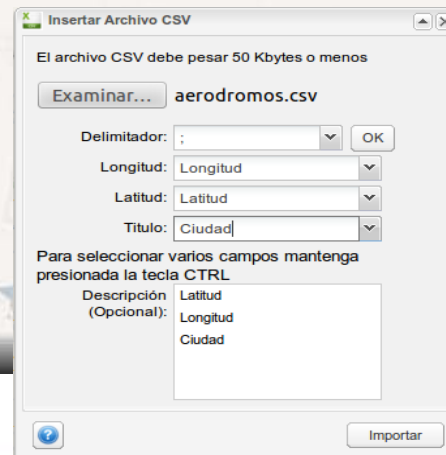 Insertar Archivo CSV
El archivo CSV debe pesar 50 Kbytes o menos
Examinar... aerodromos.csv
Delimitador: ; OK
Longitud: Longitud
Latitud: Latitud
Titulo: Ciudad
Para seleccionar varios campos mantenga
presionada la tecla CTRL
Descripción
(Opcional):
Latitud
Longitud
Ciudad
? Importar